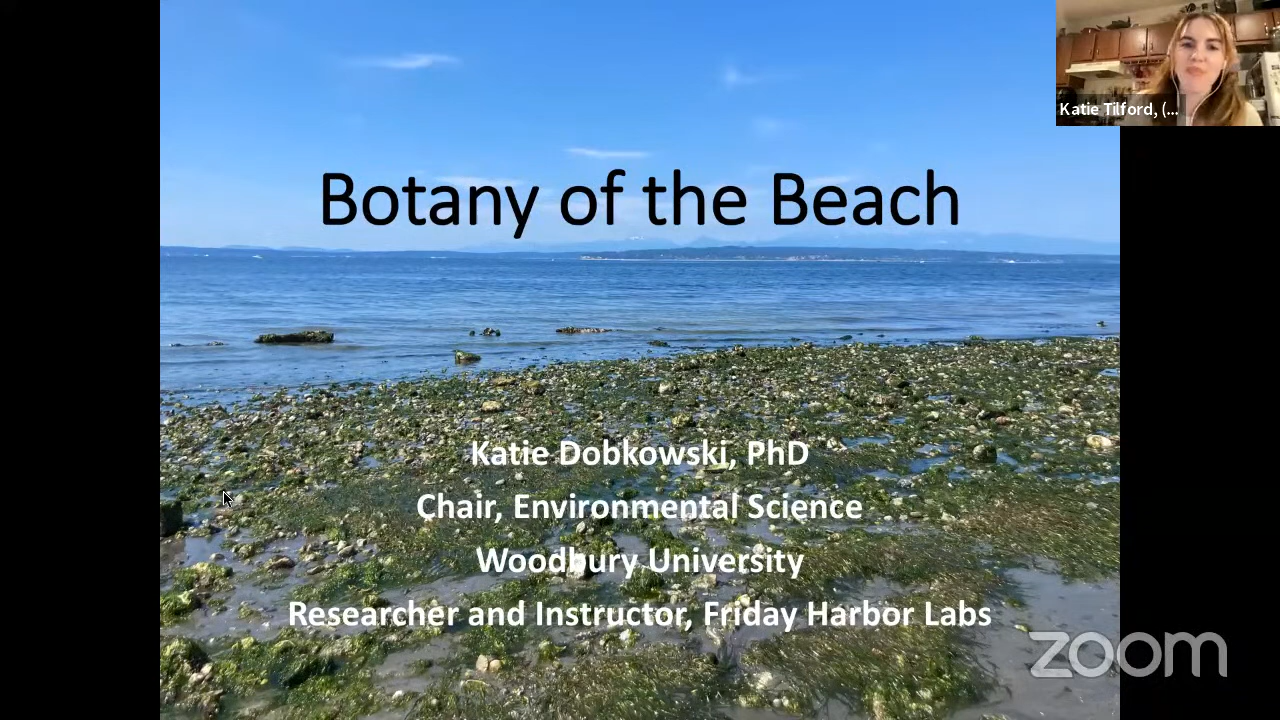 Katie Tilford, (...
Botany of the Beach
Katie Dobkowski, PhD
Chair, Environmental Science
Woodbury University
Researcher and Instructor, Friday Harbor Labs
zoom